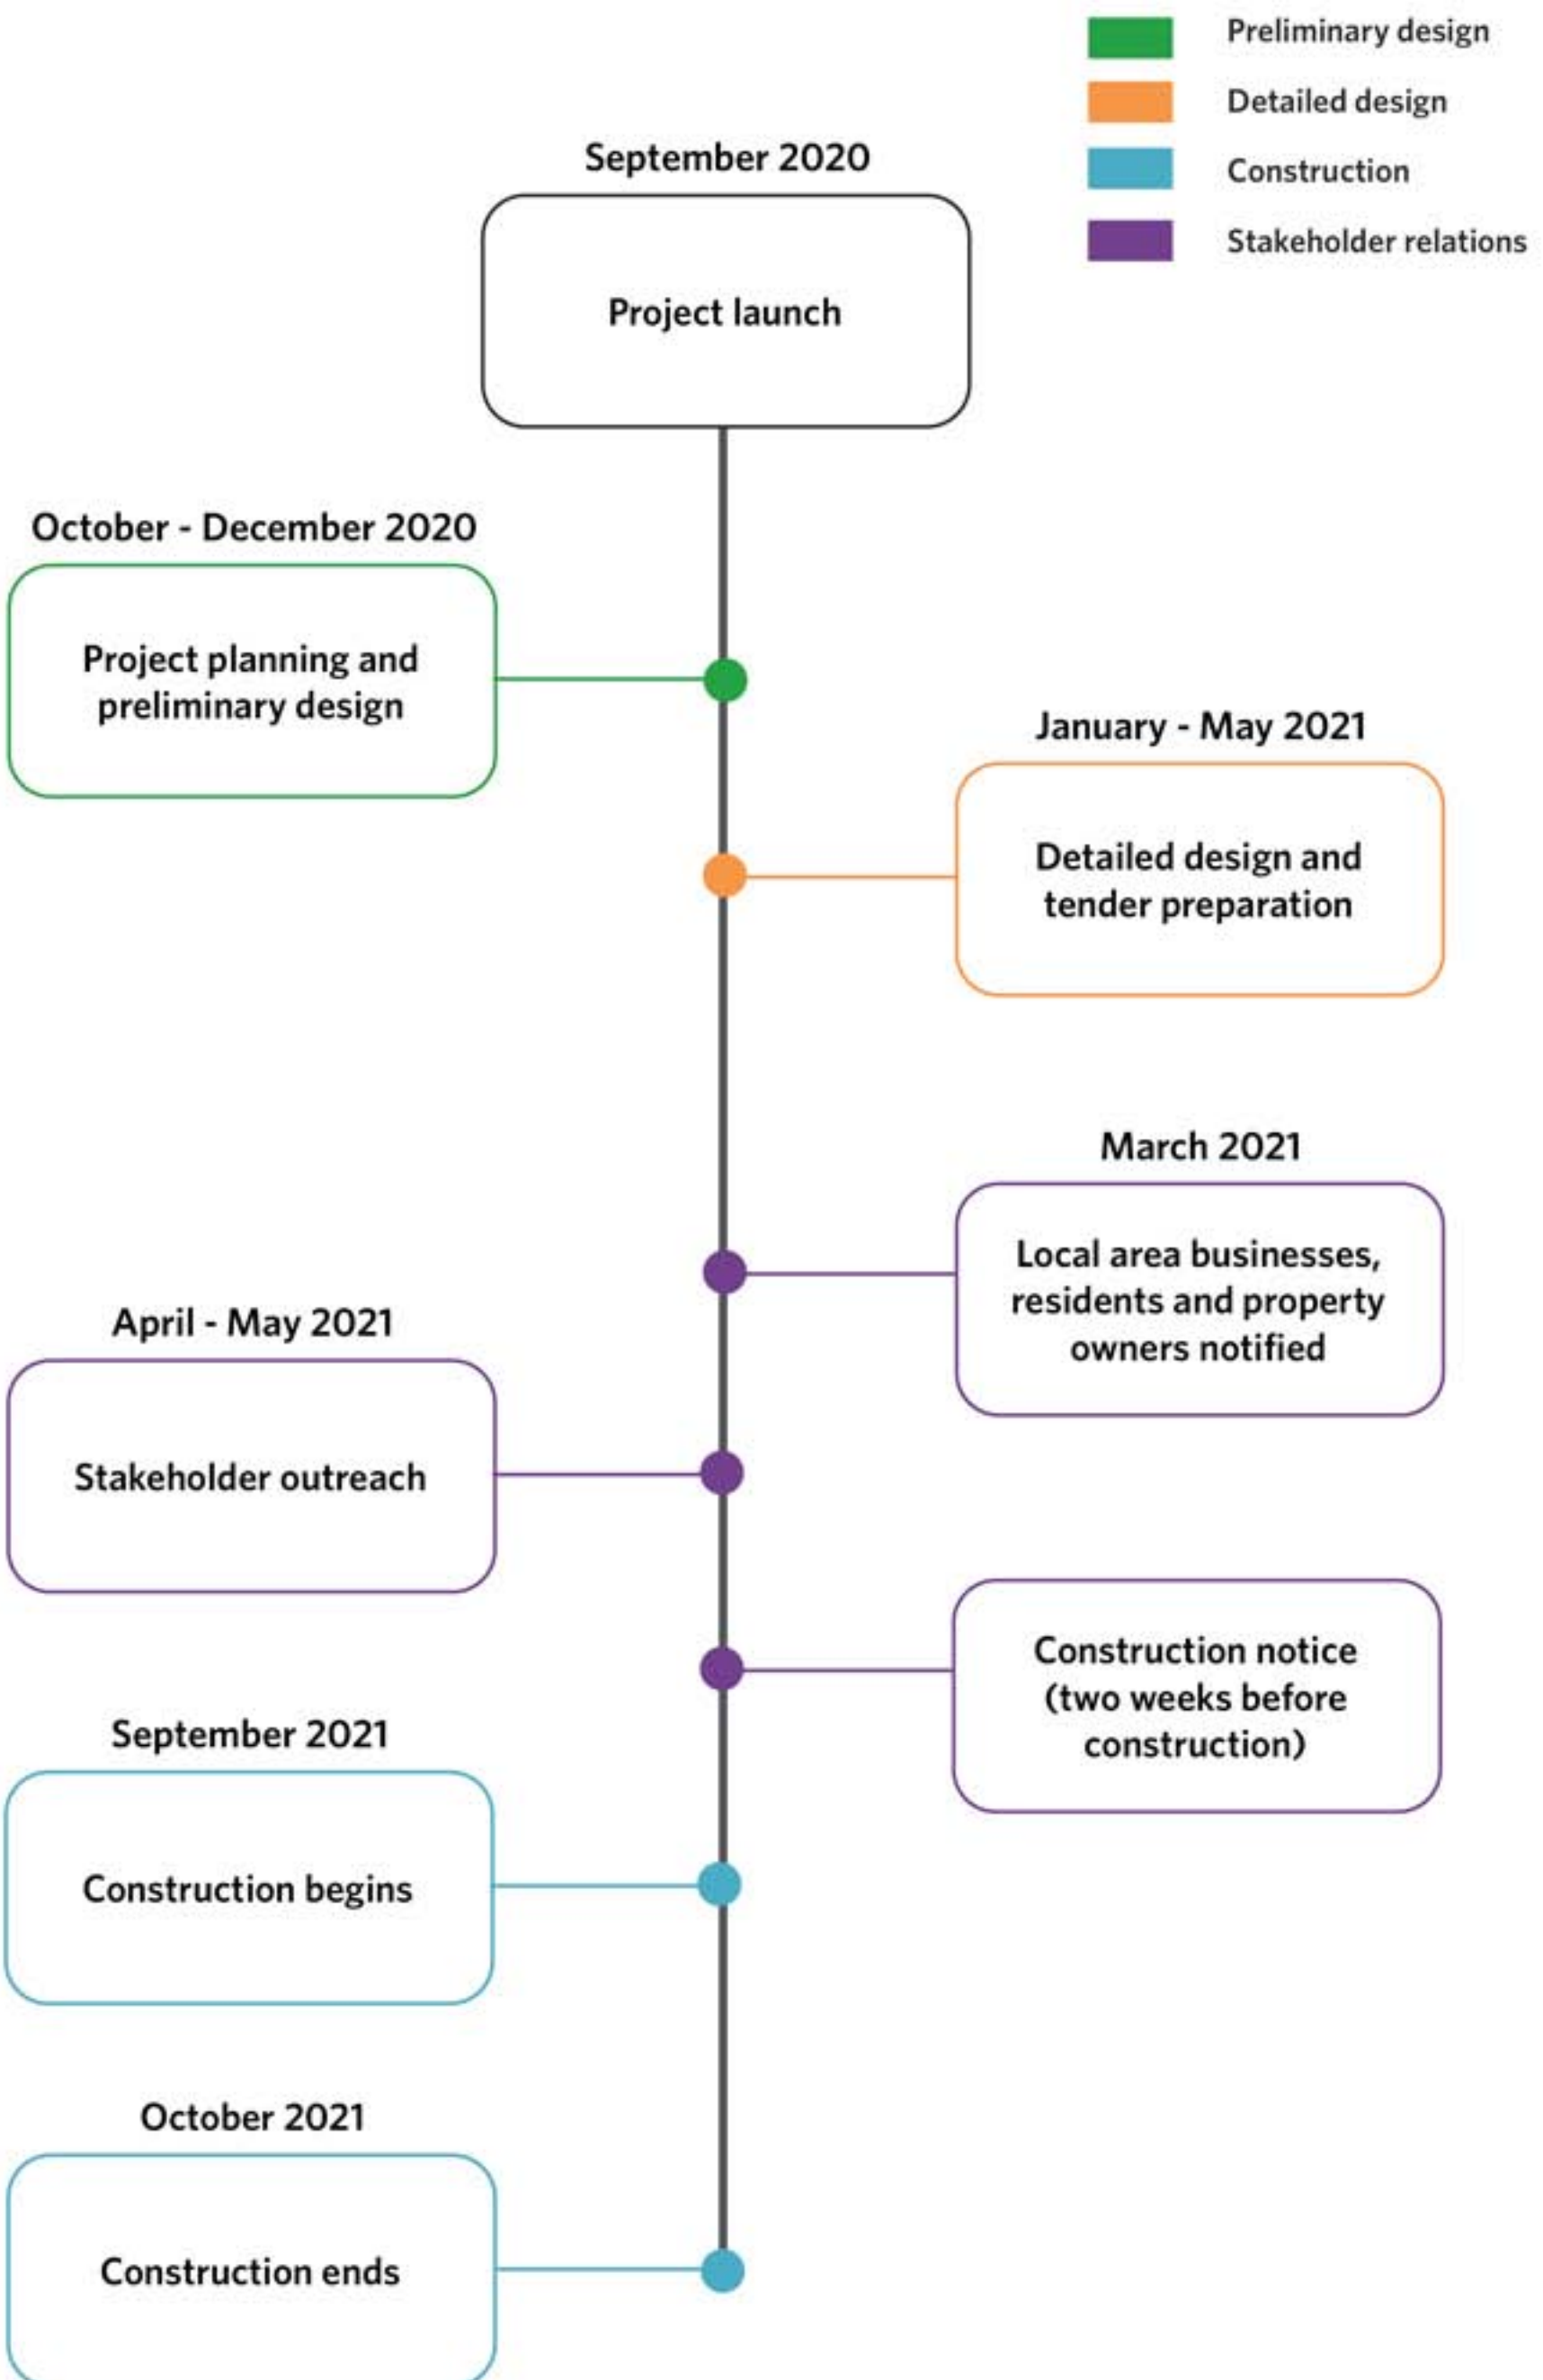 Preliminary design
Detailed design
Construction
Stakeholder relations
September 2020
Project launch
October - December 2020
Project planning and
preliminary design
January - May 2021
Detailed design and
tender preparation
March 2021
Local area businesses,
residents and property
owners notified
April - May 2021
Stakeholder outreach
Construction notice
(two weeks before
construction)
September 2021
Construction begins
October 2021
Construction ends